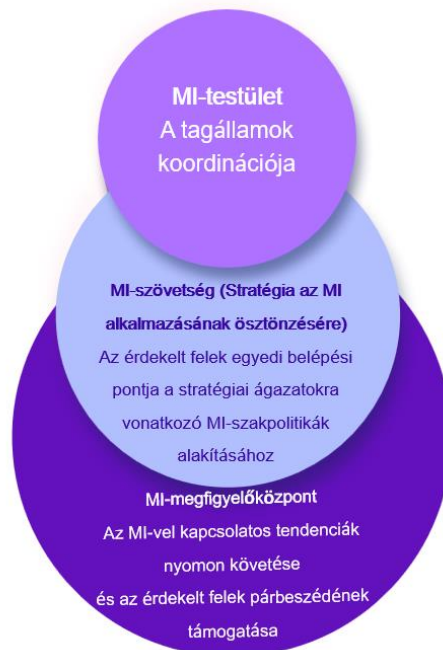 MI-testület
A tagállamok
koordinációja
MI-szövetség (Stratégia az MI
alkalmazásának ösztönzésére)
Az érdekelt felek egyedi belépési
pontja a stratégiai ágazatokra
vonatkozó MI-szakpolitikák
alakításához
MI-megfigyelőközpont
Az MI-vel kapcsolatos tendenciák
nyomon követése
és az érdekelt felek párbeszédének
támogatása